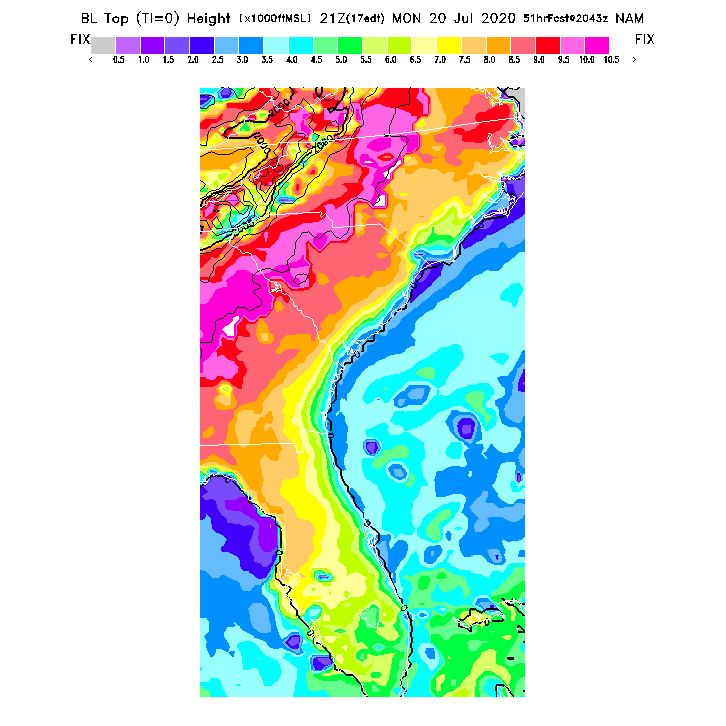 BL Top (TI=0) Height [x1000ftMSL] 21Z(17edt) MON 20 Jul 2020 51hrFcst@2043z NAM
FIX FIX
< 0.5 1.0 1.5 2.0 2.5 3.0 3.5 4.0 4.5 5.0 5.5 6.0 6.5 7.0 7.5 8.0 8.5 9.0 9.5 10.0 10.5 >
2000
2000
2000